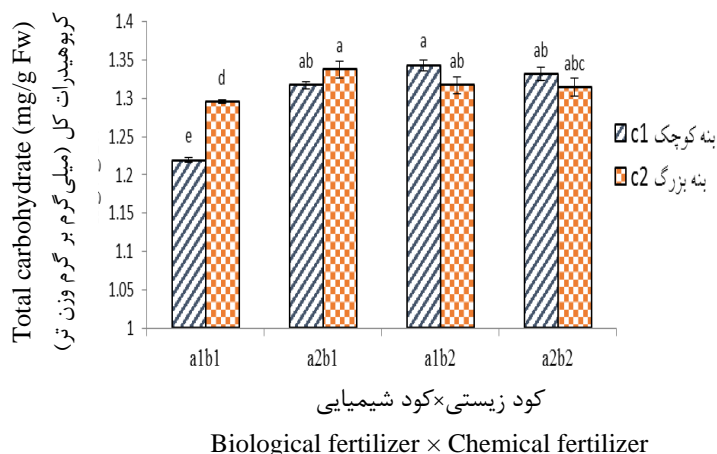 Total carbohydrate (mg/g Fw)
کربوهیدرات کل (میلی گرم بر گرم وزن تر)
1.4
1.35
1.3
1.25
1.2
1.15
1.1
1.05
1
e
d
ab
a
a
ab
ab
abc
a1b1
a2b1
a1b2
a2b2
c1 بنه کوچک
c2 بنه بزرگ
کود زیستی×کود شیمیایی
Biological fertilizer × Chemical fertilizer